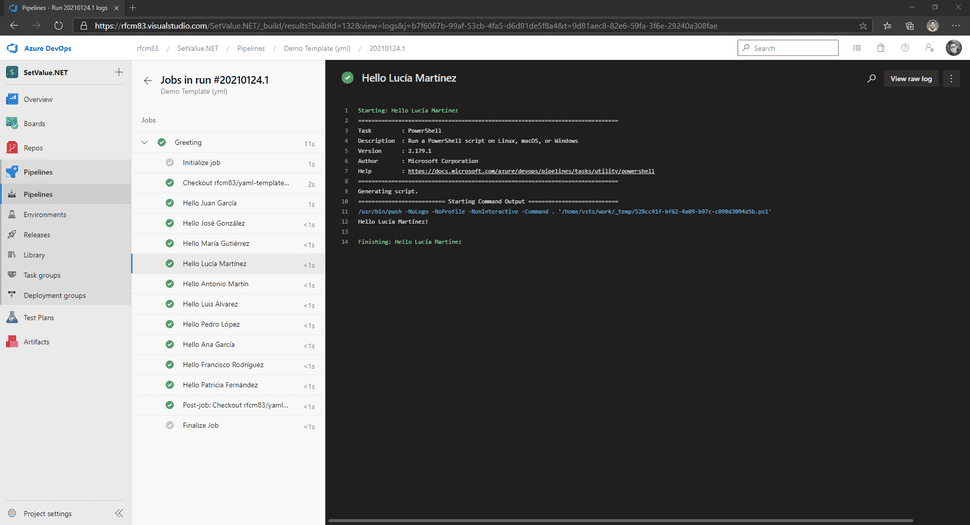 Pipelines - Run 20210124.1 logs
https://rfcm83.visualstudio.com/SetValue.NET/_build/results?buildId=132&view=logs&j=b7f6067b-99af-53cb-4fa5-d6d81de5f8a4&t=9d81aec8-82e6-59fa-3f6e-29240a308fae
Azure DevOps
rfcm83 / SetValue.NET / Pipelines / Demo Template (yml) / 20210124.1
Search
S SetValue.NET
Overview
Boards
Repos
Pipelines
Pipelines
Environments
Releases
Library
Task groups
Deployment groups
Test Plans
Artifacts
Project settings
Jobs in run #20210124.1
Demo Template (yml)
Jobs
Greeting 11s
Initialize job 1s
Checkout rfcm83/yaml-template... 2s
Hello Juan García 1s
Hello José González <1s
Hello María Gutiérrez <1s
Hello Lucía Martínez <1s
Hello Antonio Martín <1s
Hello Luis Álvarez <1s
Hello Pedro López <1s
Hello Ana García <1s
Hello Francisco Rodríguez <1s
Hello Patricia Fernández <1s
Post-job: Checkout rfcm83/yaml... <1s
Finalize Job <1s
Hello Lucía Martínez
View raw log
1 Starting: Hello Lucía Martínez
2 ==============================================================================
3 Task : PowerShell
4 Description : Run a PowerShell script on Linux, macOS, or Windows
5 Version : 2.179.1
6 Author : Microsoft Corporation
7 Help : https://docs.microsoft.com/azure/devops/pipelines/tasks/utility/powershell
8 ==============================================================================
9 Generating script.
10 ========================== Starting Command Output ===========================
11 /usr/bin/pwsh -NoLogo -NoProfile -NonInteractive -Command . '/home/vsts/work/_temp/528cc41f-bf62-4a09-b97c-c090d3094d5b.ps1'
12 Hello Lucía Martínez!
13
14 Finishing: Hello Lucía Martínez